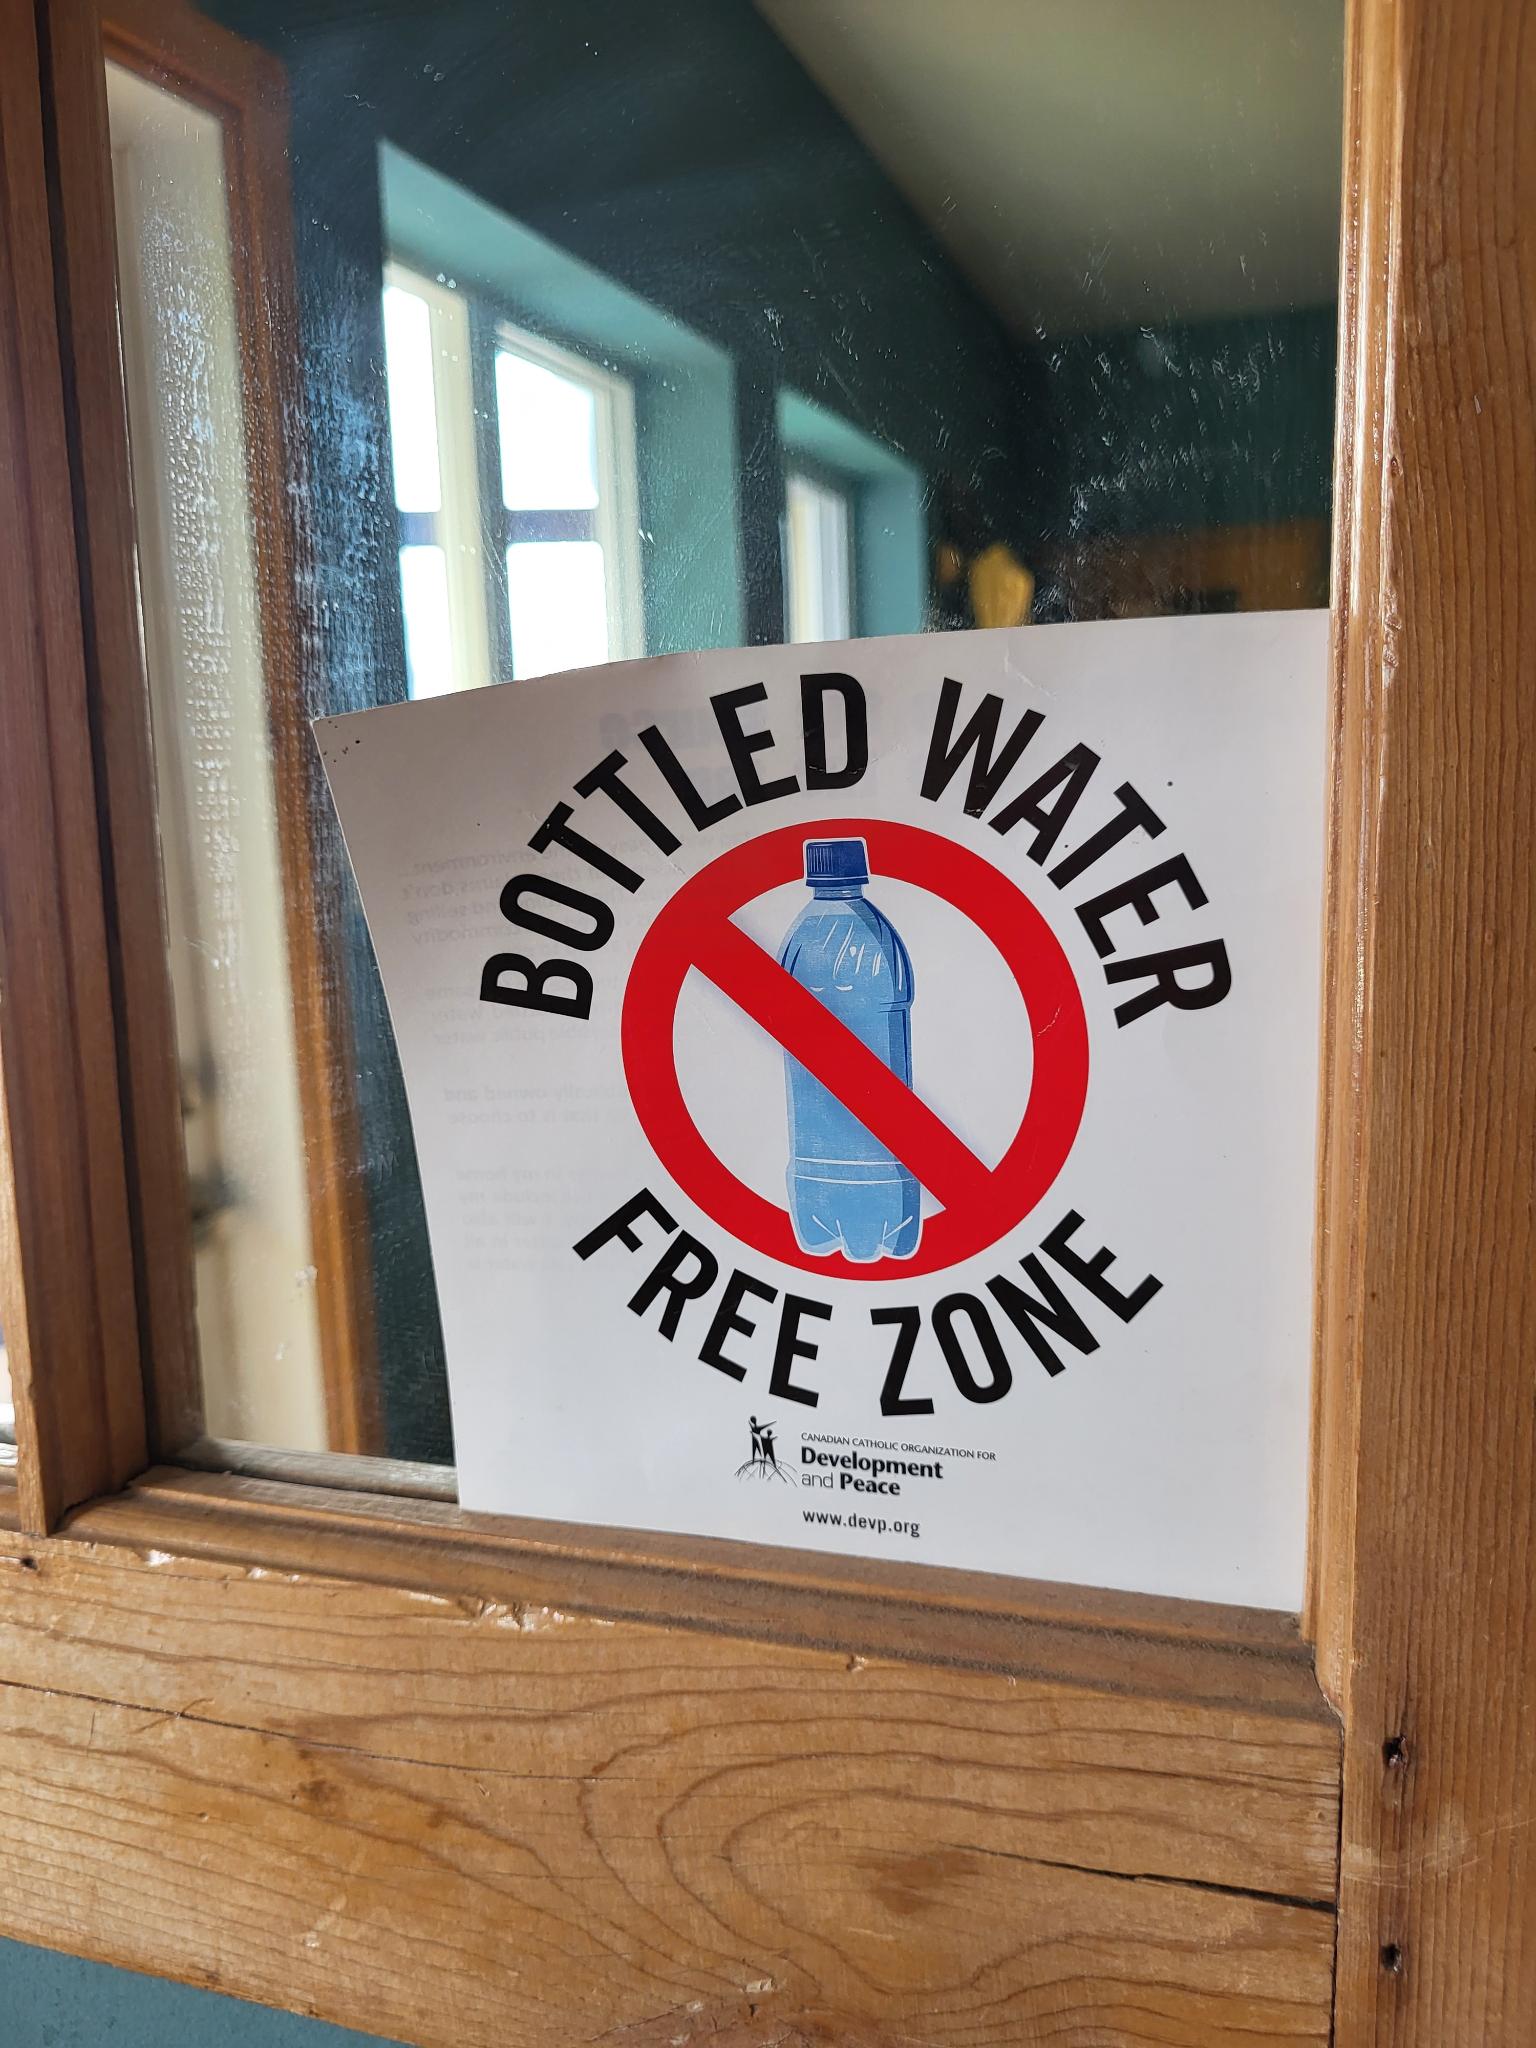 BOTTLED WATER
FREE ZONE
CANADIAN CATHOLIC ORGANIZATION FOR
Development
and Peace
www.devp.org